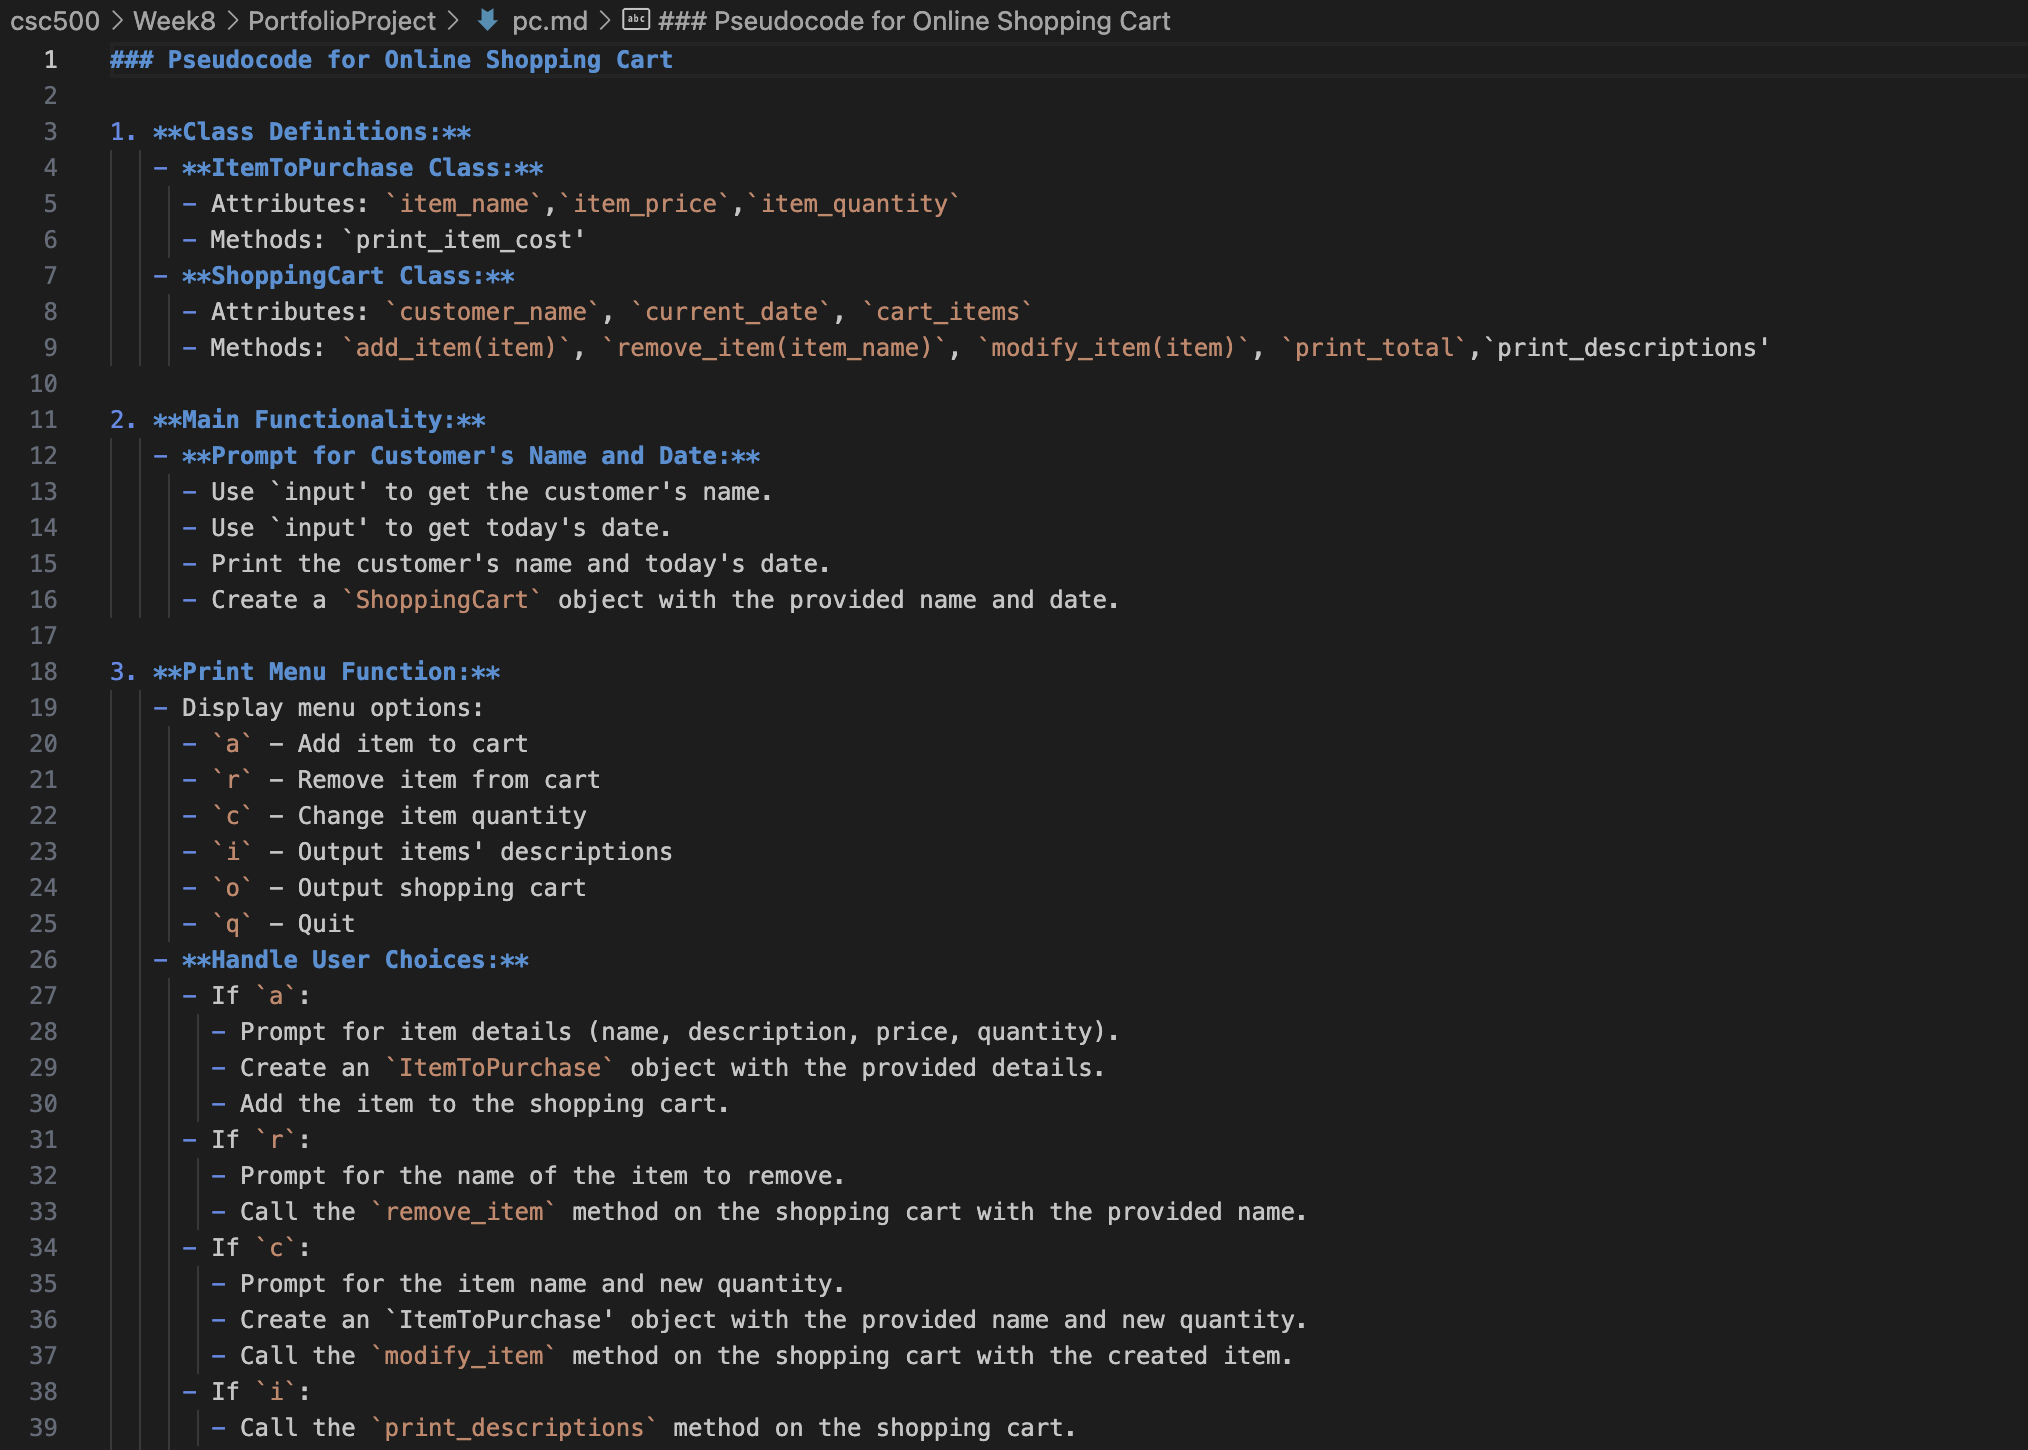 csc500 > Week8 > PortfolioProject > pc.md > abc ### Pseudocode for Online Shopping Cart
1 ### Pseudocode for Online Shopping Cart
2
3 1. **Class Definitions:**
4 - **ItemToPurchase Class:**
5 - Attributes: `item_name`,`item_price`,`item_quantity`
6 - Methods: `print_item_cost'
7 - **ShoppingCart Class:**
8 - Attributes: `customer_name`, `current_date`, `cart_items`
9 - Methods: `add_item(item)`, `remove_item(item_name)`, `modify_item(item)`, `print_total`,`print_descriptions'
10
11 2. **Main Functionality:**
12 - **Prompt for Customer's Name and Date:**
13 - Use `input' to get the customer's name.
14 - Use `input' to get today's date.
15 - Print the customer's name and today's date.
16 - Create a `ShoppingCart` object with the provided name and date.
17
18 3. **Print Menu Function:**
19 - Display menu options:
20 - `a` - Add item to cart
21 - `r` - Remove item from cart
22 - `c` - Change item quantity
23 - `i` - Output items' descriptions
24 - `o` - Output shopping cart
25 - `q` - Quit
26 - **Handle User Choices:**
27 - If `a`:
28 - Prompt for item details (name, description, price, quantity).
29 - Create an `ItemToPurchase` object with the provided details.
30 - Add the item to the shopping cart.
31 - If `r`:
32 - Prompt for the name of the item to remove.
33 - Call the `remove_item` method on the shopping cart with the provided name.
34 - If `c`:
35 - Prompt for the item name and new quantity.
36 - Create an `ItemToPurchase' object with the provided name and new quantity.
37 - Call the `modify_item` method on the shopping cart with the created item.
38 - If `i`:
39 - Call the `print_descriptions` method on the shopping cart.